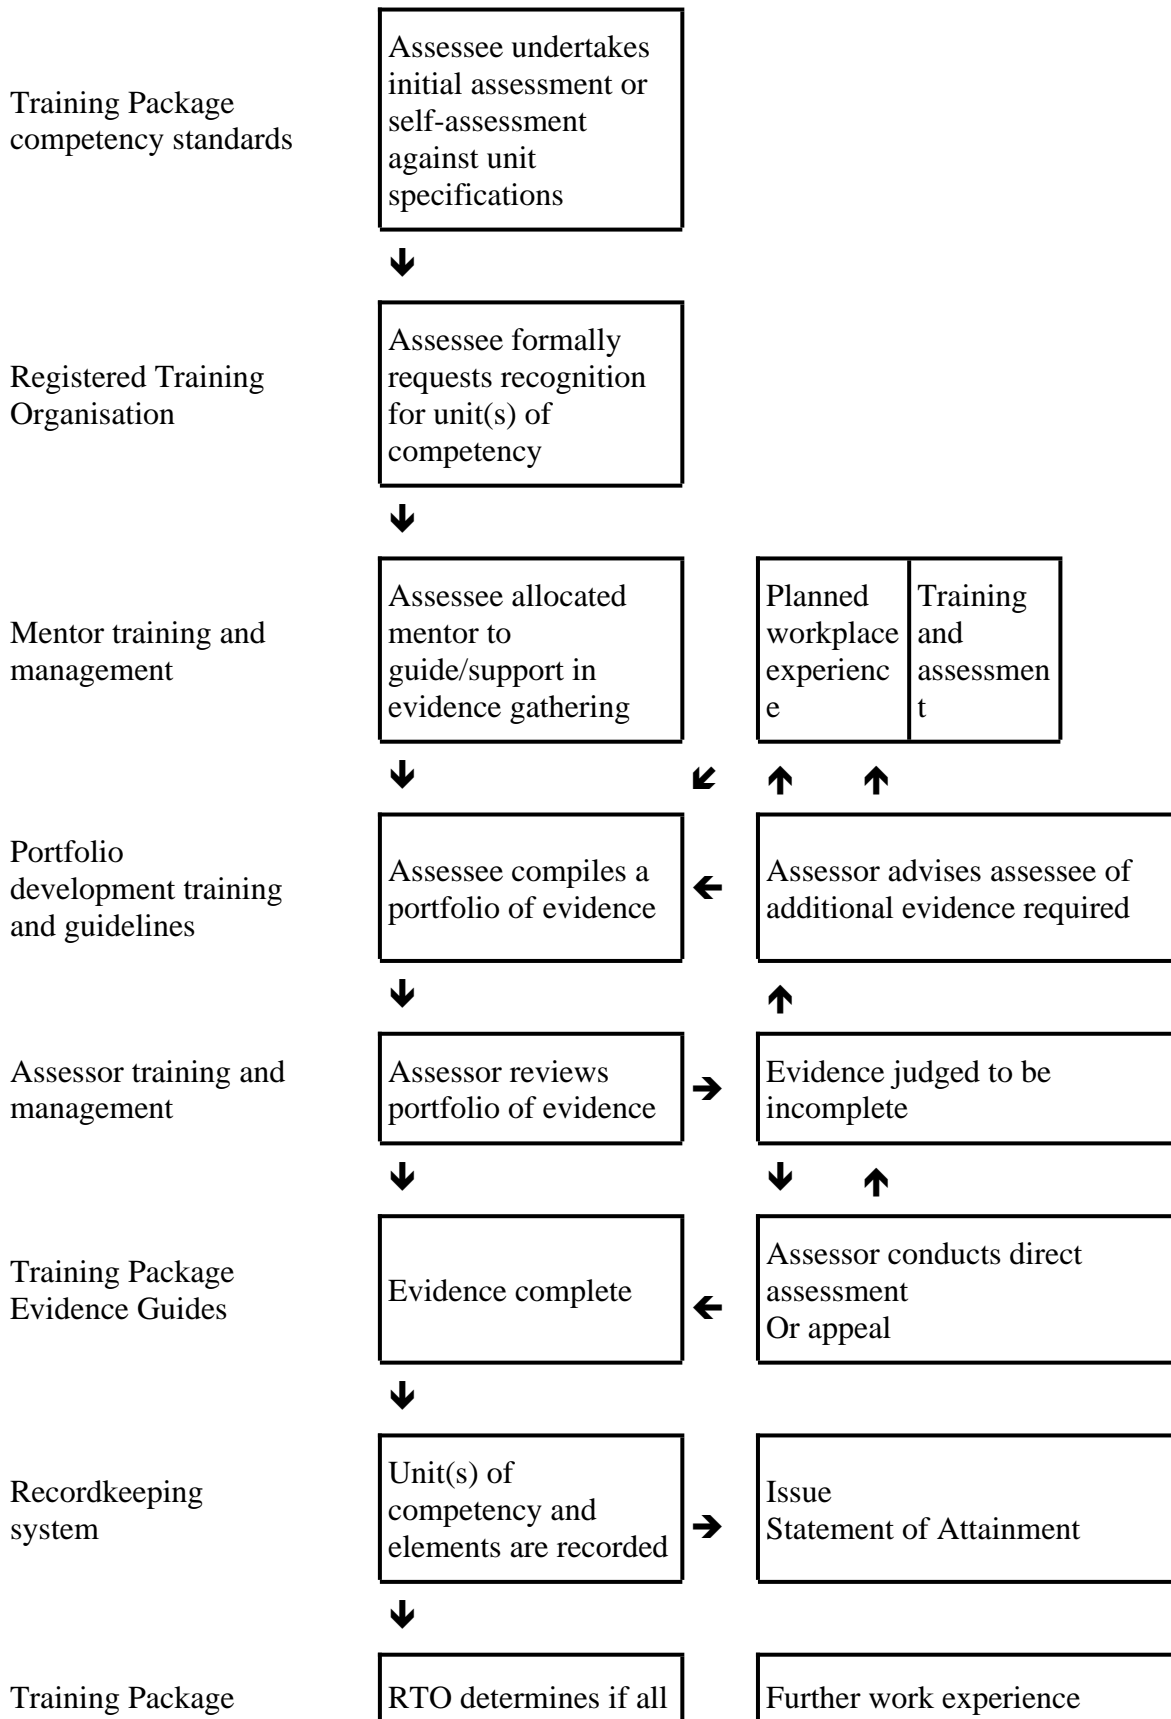 Training Package
competency standards
Assessee undertakes
initial assessment or
self-assessment
against unit
specifications
Registered Training
Organisation
Assessee formally
requests recognition
for unit(s) of
competency
Mentor training and
management
Assessee allocated
mentor to
guide/support in
evidence gathering
Planned
workplace
experienc
e
Training
and
assessmen
t
Portfolio
development training
and guidelines
Assessee compiles a
portfolio of evidence
Assessor advises assessee of
additional evidence required
Assessor training and
management
Assessor reviews
portfolio of evidence
Evidence judged to be
incomplete
Training Package
Evidence Guides
Evidence complete
Assessor conducts direct
assessment
Or appeal
Recordkeeping
system
Unit(s) of
competency and
elements are recorded
Issue
Statement of Attainment
Training Package
RTO determines if all
Further work experience